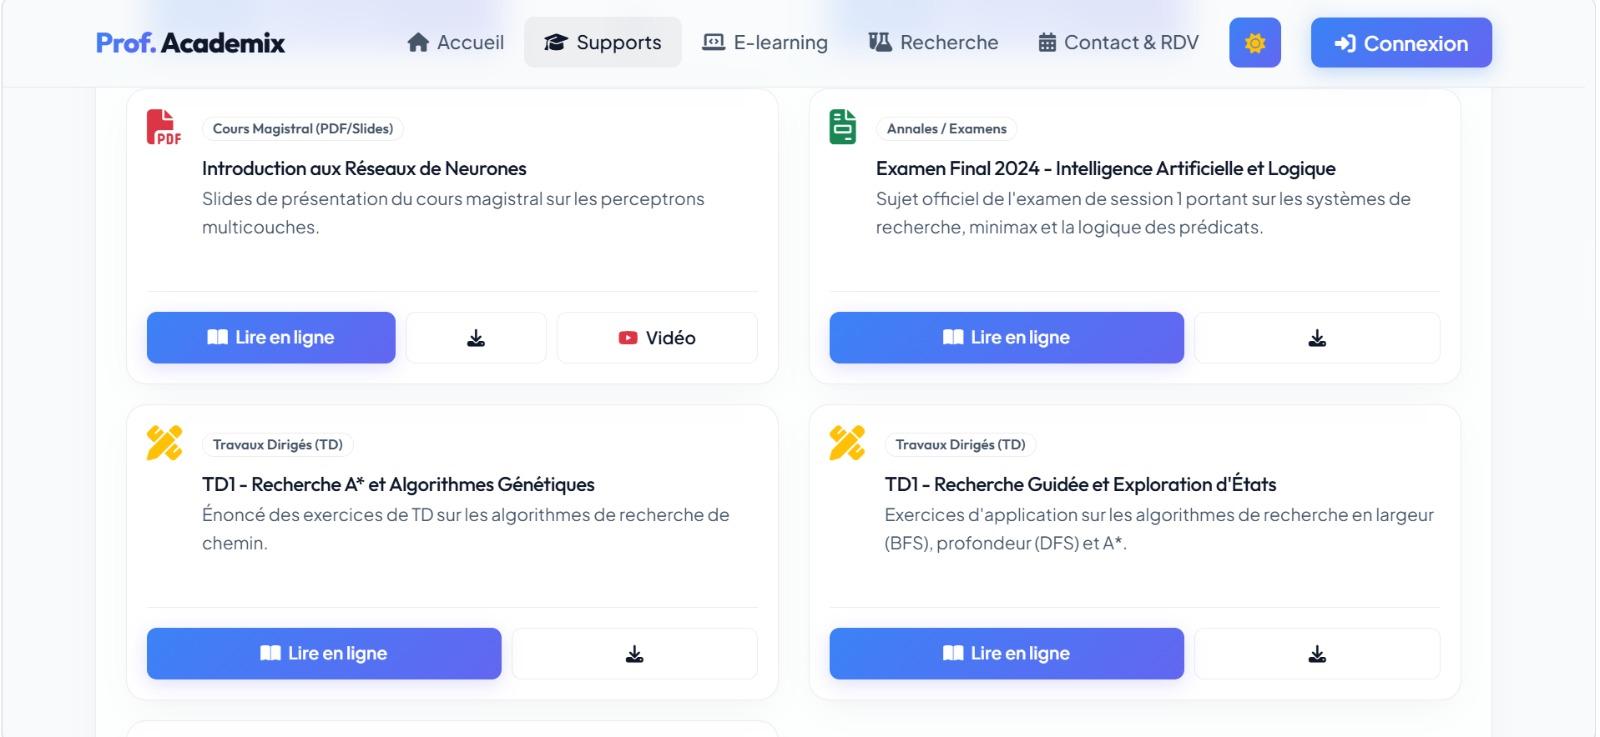 Prof. Academix
Accueil
Supports
E-learning
Recherche
Contact & RDV
Connexion
PDF
Cours Magistral (PDF/Slides)
Introduction aux Réseaux de Neurones
Slides de présentation du cours magistral sur les perceptrons
multicouches.
Lire en ligne
Vidéo
Annales / Examens
Examen Final 2024 - Intelligence Artificielle et Logique
Sujet officiel de l'examen de session 1 portant sur les systèmes de
recherche, minimax et la logique des prédicats.
Lire en ligne
Travaux Dirigés (TD)
TD1 - Recherche A* et Algorithmes Génétiques
Énoncé des exercices de TD sur les algorithmes de recherche de
chemin.
Lire en ligne
Travaux Dirigés (TD)
TD1 - Recherche Guidée et Exploration d'États
Exercices d'application sur les algorithmes de recherche en largeur
(BFS), profondeur (DFS) et A*.
Lire en ligne